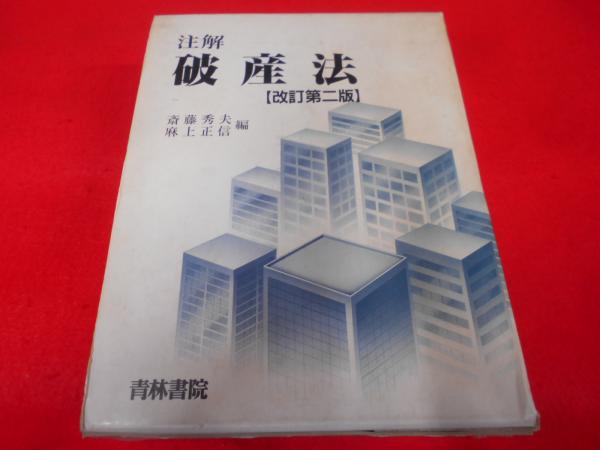 注解
破産法
【改訂第二版】
斎藤秀夫
麻上正信 編
青林書院